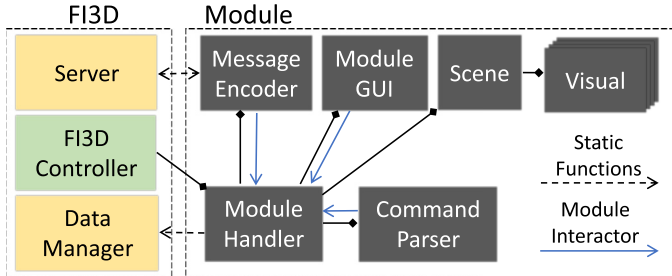 FI3D
Module
Server
Message
Encoder
Module
GUI
Scene
Visual
FI3D
Controller
Static
Functions
Data
Manager
Module
Handler
Command
Parser
Module
Interactor